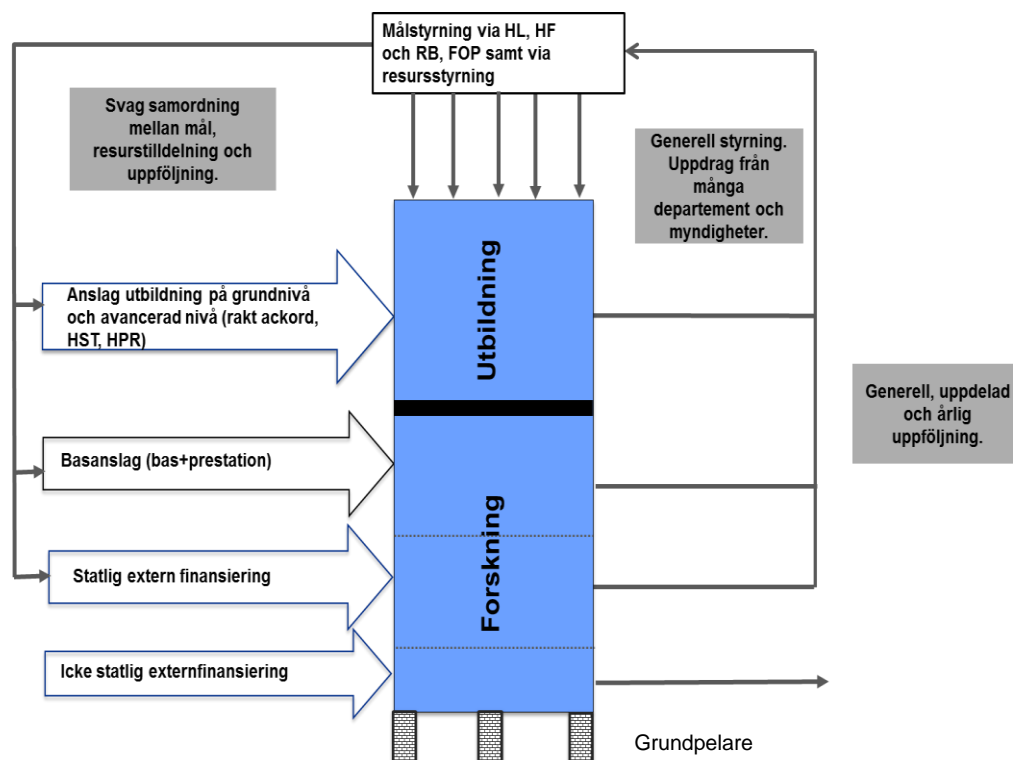 Målstyrning via HL, HF
och RB, FOP samt via
resursstyrning
Svag samordning
mellan mål,
resurstilldelning och
uppföljning.
Generell styrning.
Uppdrag från
många
departement och
myndigheter.
Anslag utbildning på grundnivå
och avancerad nivå (rakt ackord,
HST, HPR)
Utbildning
Generell, uppdelad
och årlig
uppföljning.
Basanslag (bas+prestation)
Forskning
Statlig extern finansiering
Icke statlig externfinansiering
Grundpelare